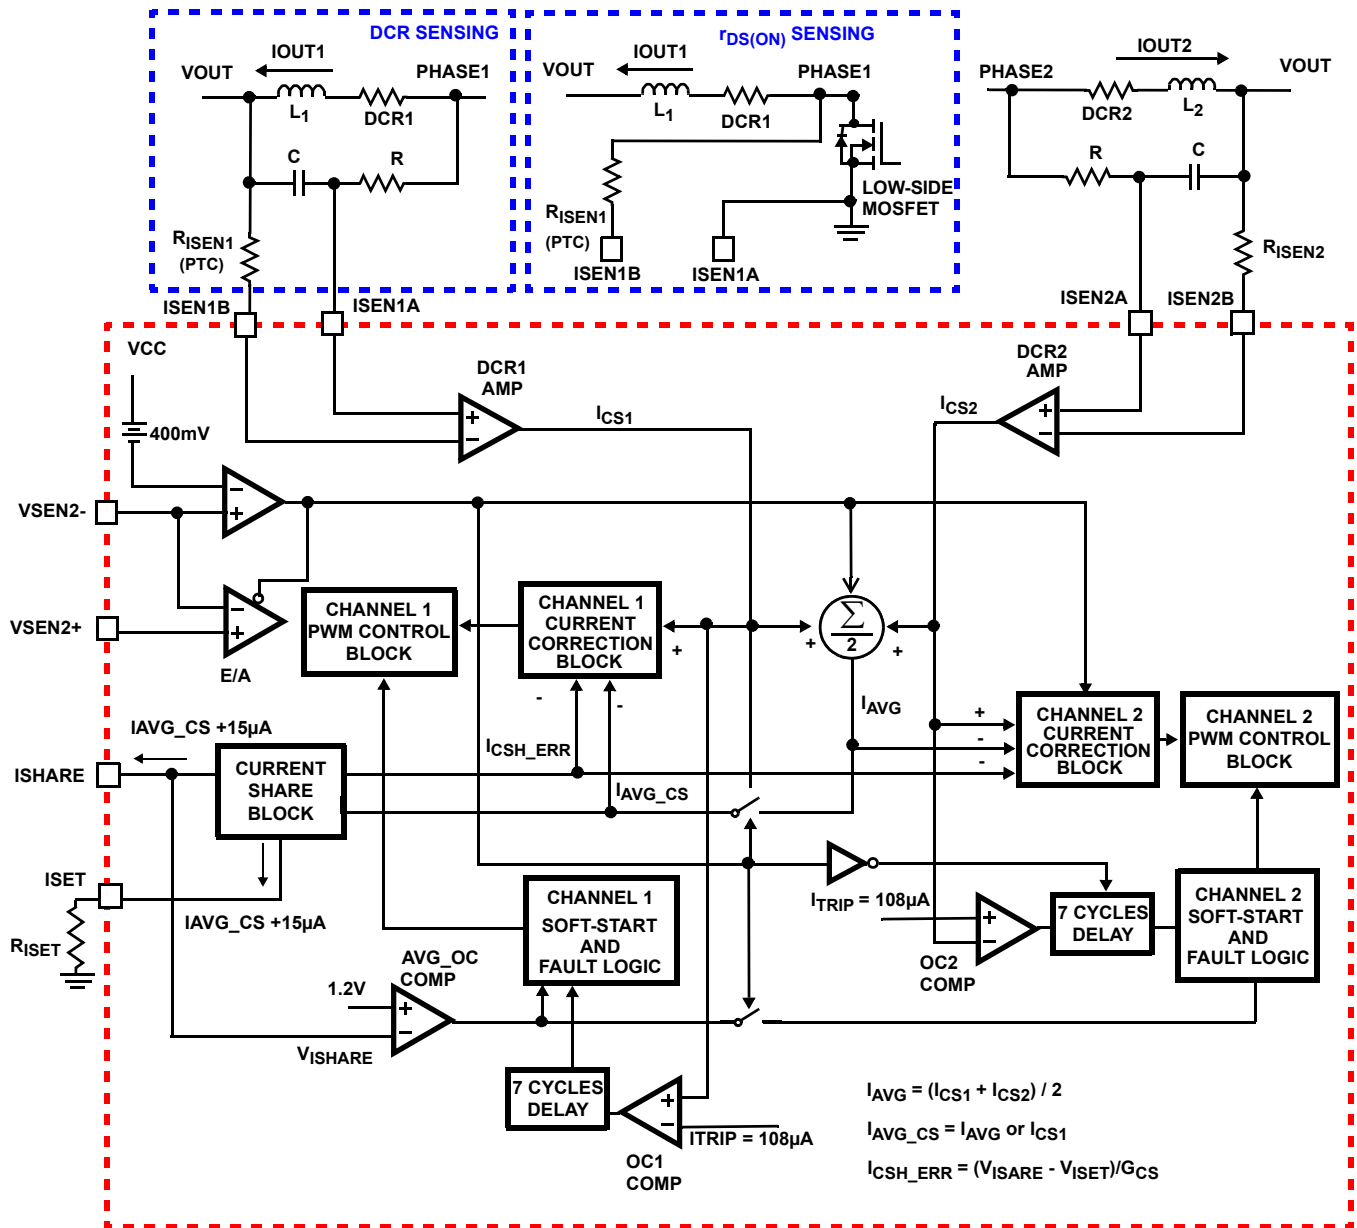 DCR SENSING
IOUT1
VOUT
PHASE1
L1
DCR1
C
R
RISEN1
(PTC)
ISEN1B
ISEN1A
rDS(ON) SENSING
IOUT1
VOUT
PHASE1
L1
DCR1
LOW-SIDE
MOSFET
RISEN1
(PTC)
ISEN1B
ISEN1A
IOUT2
PHASE2
VOUT
DCR2
L2
R
C
RISEN2
ISEN2A
ISEN2B
VCC
400mV
DCR1
AMP
+
−
ICS1
DCR2
AMP
+
−
ICS2
VSEN2-
−
+
VSEN2+
−
+
E/A
CHANNEL 1
PWM CONTROL
BLOCK
CHANNEL 1
CURRENT
CORRECTION
BLOCK
+
-
-
Σ
2
+
+
IAVG
ICSH_ERR
IAVG_CS
+
-
-
CHANNEL 2
CURRENT
CORRECTION
BLOCK
CHANNEL 2
PWM CONTROL
BLOCK
IAVG_CS +15µA
ISHARE
CURRENT
SHARE
BLOCK
ISET
IAVG_CS +15µA
RISET
CHANNEL 1
SOFT-START
AND
FAULT LOGIC
ITRIP = 108µA
+
−
OC2
COMP
7 CYCLES
DELAY
CHANNEL 2
SOFT-START
AND
FAULT LOGIC
AVG_OC
COMP
1.2V
+
−
VISHARE
7 CYCLES
DELAY
+
−
ITRIP = 108µA
OC1
COMP
IAVG = (ICS1 + ICS2) / 2
IAVG_CS = IAVG or ICS1
ICSH_ERR = (VISARE - VISET)/GCS